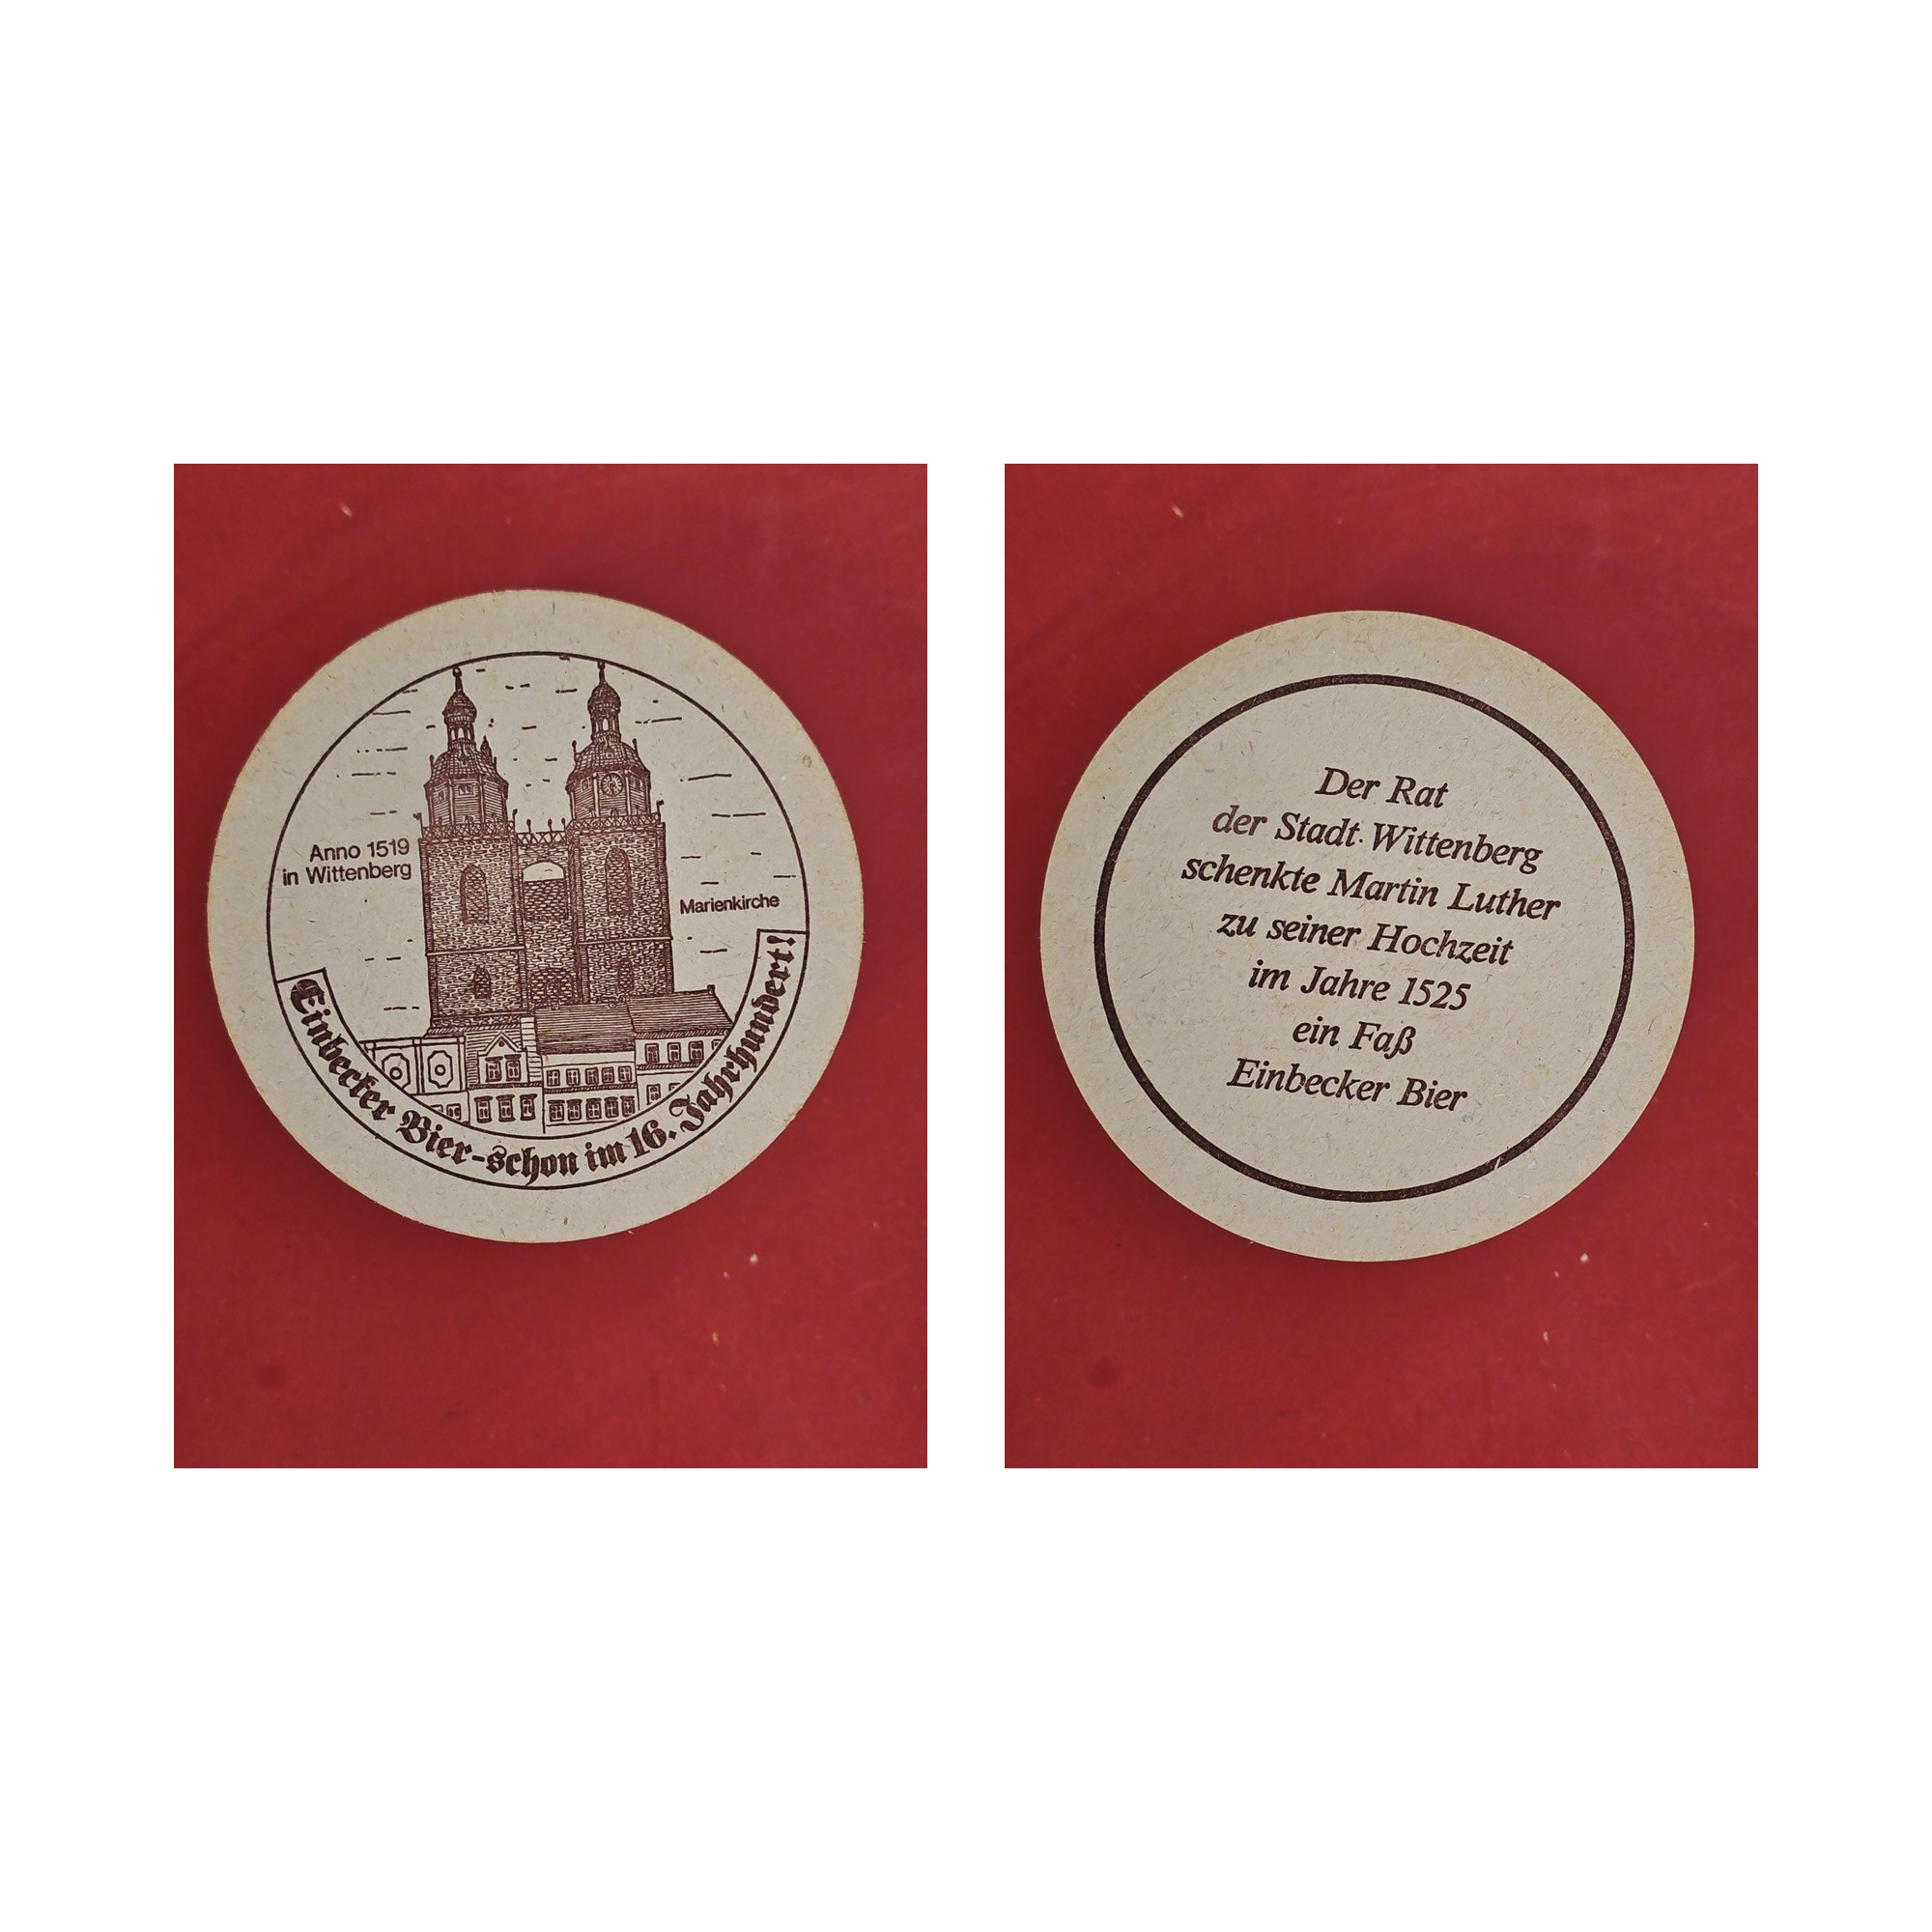 Anno 1519
in Wittenberg
Marienkirche
Einbecker Bier-schon im 16. Jahrhundert!
Der Rat
der Stadt Wittenberg
schenkte Martin Luther
zu seiner Hochzeit
im Jahre 1525
ein Faß
Einbecker Bier